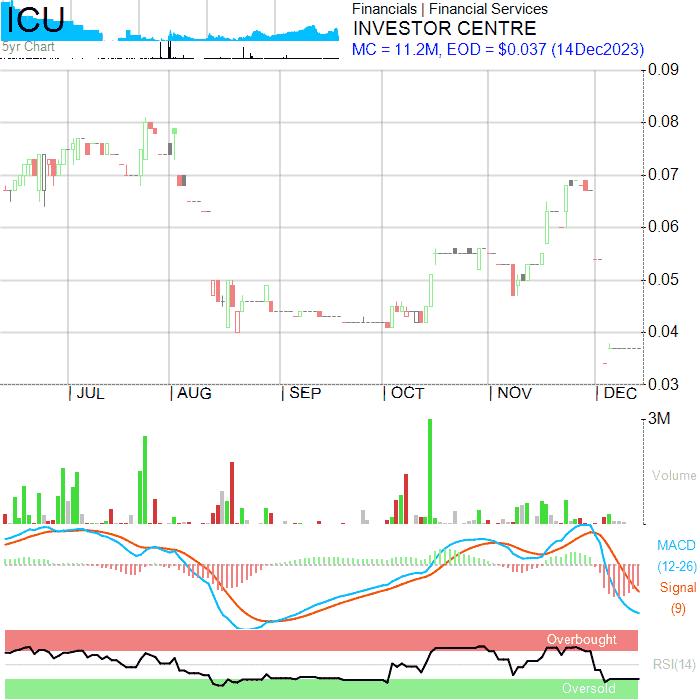 ICU
5yr Chart
Financials | Financial Services
INVESTOR CENTRE
MC = 11.2M, EOD = $0.037 (14Dec2023)
0.09
0.08
0.07
0.06
0.05
0.04
0.03
JUL
AUG
SEP
OCT
NOV
DEC
3M
Volume
MACD
(12-26)
Signal
(9)
Overbought
RSI(14)
Oversold